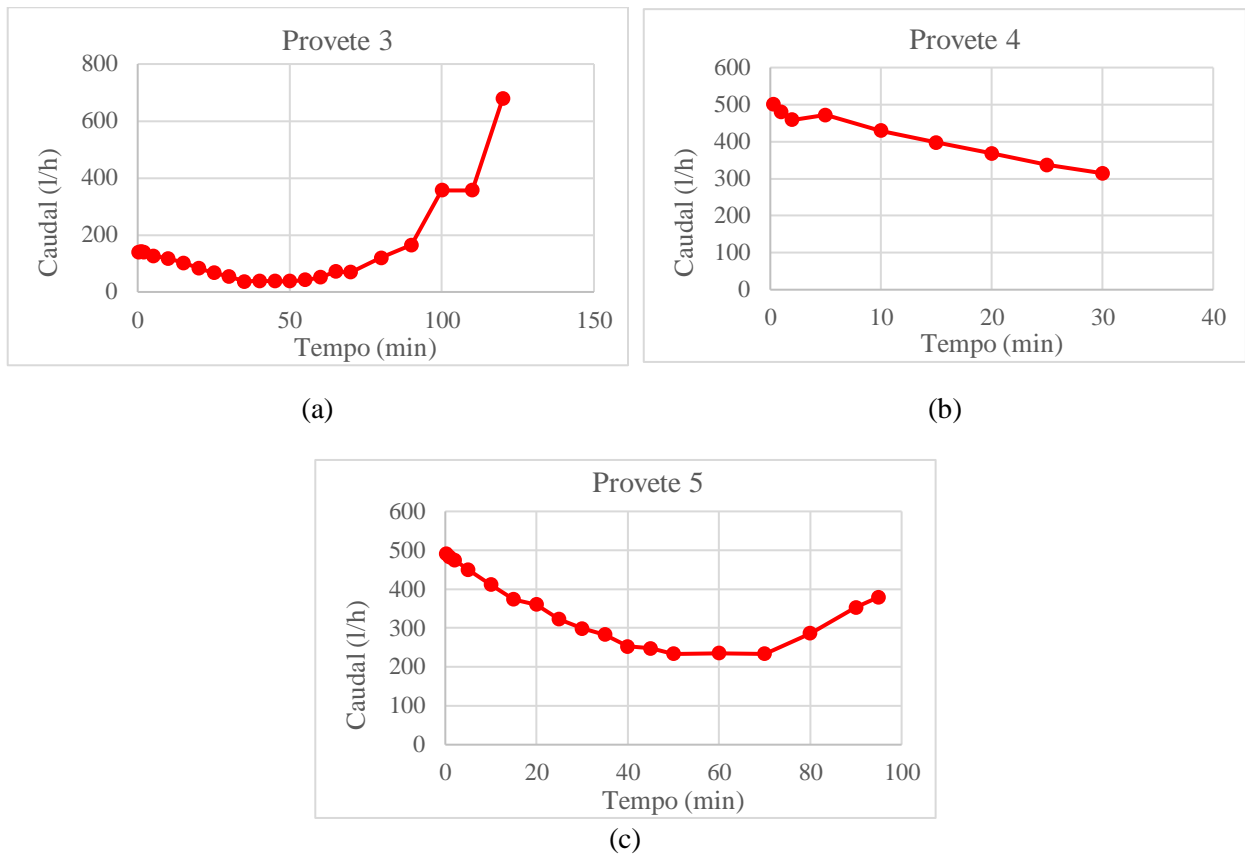 Provete 3
Caudal (l/h)
800
600
400
200
0
0 50 100 150
Tempo (min)
(a)
Provete 4
Caudal (l/h)
600
500
400
300
200
100
0
0 10 20 30 40
Tempo (min)
(b)
Provete 5
Caudal (l/h)
600
500
400
300
200
100
0
0 20 40 60 80 100
Tempo (min)
(c)